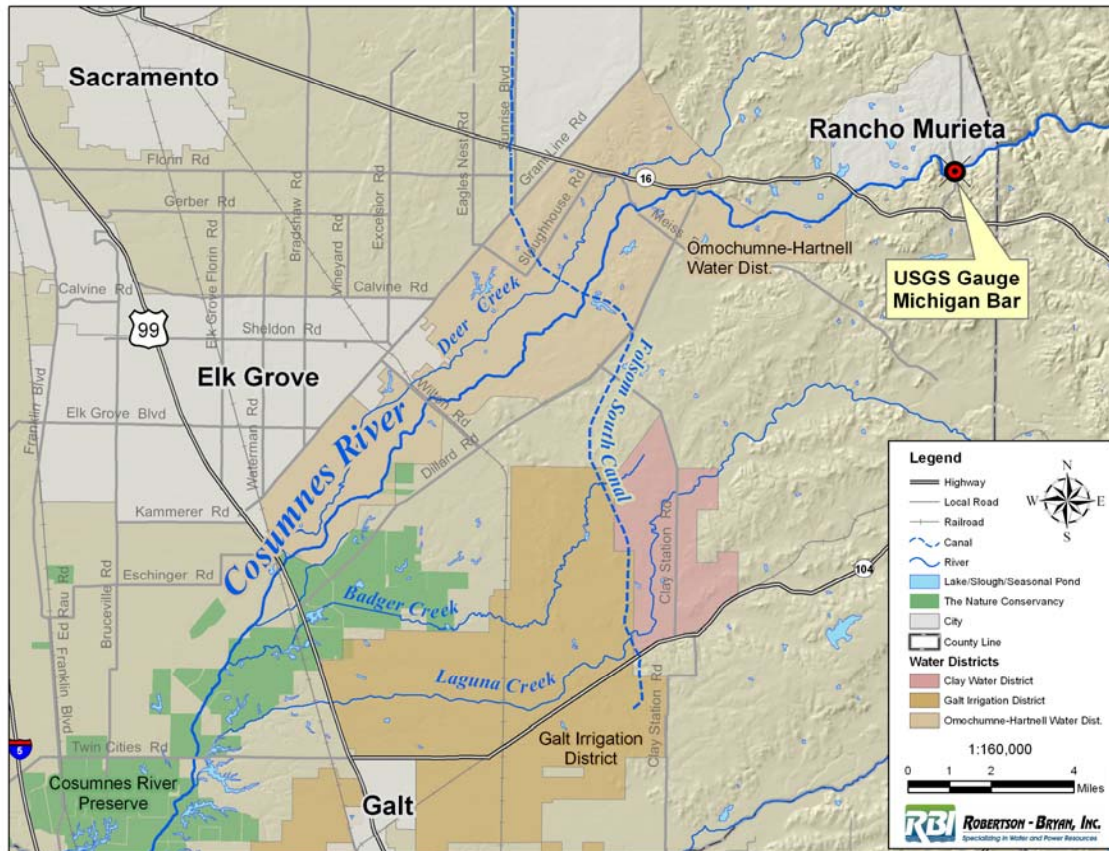 Sacramento
Florin Rd
Gerber Rd
Elk Grove Florin Rd
Bradshaw Rd
Vineyard Rd
Excelsior Rd
Eagles Nest Rd
Sunrise Blvd
Grant Line Rd
Sloughhouse Rd
16
Meiss
Rancho Murieta
Omochumne-Hartnell
Water Dist.
USGS Gauge
Michigan Bar
Calvine Rd
Calvine Rd
99
Sheldon Rd
Deer Creek
Elk Grove
Franklin Blvd
Elk Grove Blvd
Waterman Rd
Wilton Rd
Dillard Rd
Folsom South Canal
Cosumnes River
Kammerer Rd
Eschinger Rd
Bruceville Rd
Ed Rau Rd
Franklin Blvd
Badger Creek
Laguna Creek
Clay Station Rd
104
Clay Station Rd
Galt Irrigation
District
5
Twin Cities Rd
Cosumnes River
Preserve
Galt
Legend
N
W
E
S
Highway
Local Road
Railroad
Canal
River
Lake/Slough/Seasonal Pond
The Nature Conservancy
City
County Line
Water Districts
Clay Water District
Galt Irrigation District
Omochumne-Hartnell Water Dist.
1:160,000
0 1 2 4
Miles
RBI ROBERTSON - BRYAN, INC.
Specializing in Water and Power Resources